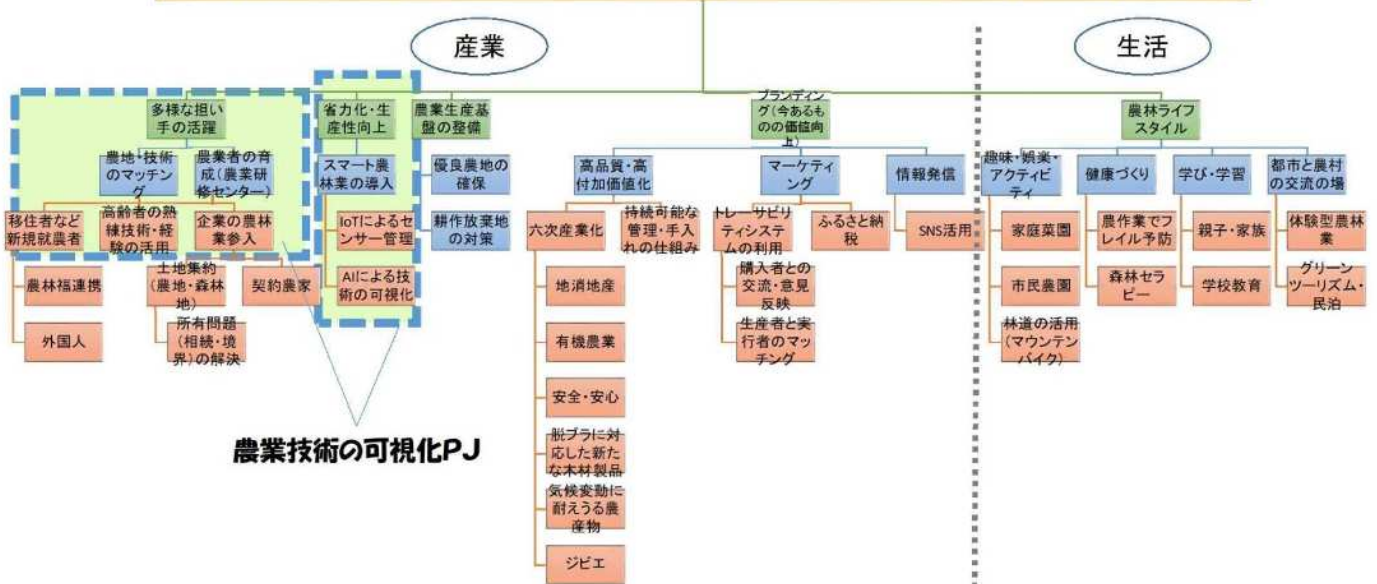 産業
生活
多様な担い
手の活躍
省力化・生
産性向上
農業生産基
盤の整備
ブランディン
グ(今あるも
のの価値向
上)
農林ライフ
スタイル
農地・技術
のマッチン
グ
農業者の育
成(農業研
修センター)
スマート農
林業の導入
優良農地の
確保
高品質・高
付加価値化
マーケティ
ング
情報発信
趣味・娯楽・
アクティビ
ティ
健康づくり
学び・学習
都市と農村
の交流の場
移住者など
新規就農者
高齢者の熟
練技術・経
験の活用
企業の農林
業参入
IoTによるセ
ンサー管理
耕作放棄地
の対策
六次産業化
持続可能な
管理・手入
れの仕組み
トレーサビリ
ティシステ
ムの利用
ふるさと納
税
SNS活用
家庭菜園
農作業でフ
レイル予防
親子・家族
体験型農林
業
農林福連携
土地集約
(農地・森林
地)
契約農家
AIによる技
術の可視化
地消地産
購入者との
交流・意見
反映
市民農園
森林セラ
ピー
学校教育
グリーン
ツーリズム・
民泊
外国人
所有問題
(相続・境
界)の解決
有機農業
生産者と実
行者のマッ
チング
林道の活用
(マウンテン
バイク)
安全・安心
農業技術の可視化PJ
脱プラに対
応した新た
な木材製品
気候変動に
耐えうる農
産物
ジビエ